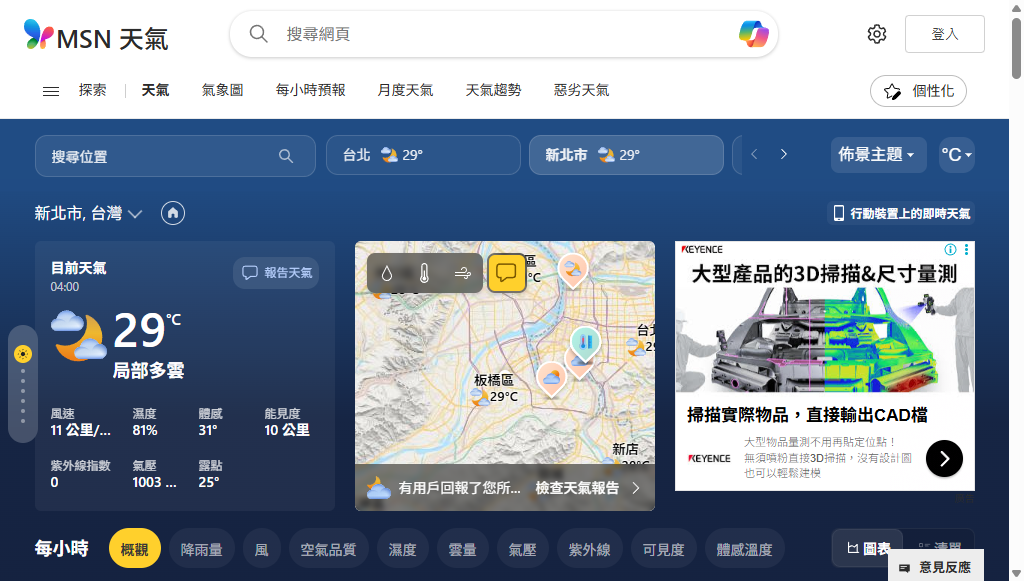 MSN 天氣
搜尋網頁
登入
探索
天氣
氣象圖
每小時預報
月度天氣
天氣趨勢
惡劣天氣
個性化
搜尋位置
台北 29°
新北市 29°
佈景主題
°C
新北市, 台灣
行動裝置上的即時天氣
目前天氣
04:00
報告天氣
29°C
局部多雲
風速
11 公里/...
濕度
81%
體感
31°
能見度
10 公里
紫外線指數
0
氣壓
1003 ...
露點
25°
板橋區
29°C
新店
有用戶回報了您所...
檢查天氣報告
KEYENCE
大型產品的3D掃描&尺寸量測
掃描實際物品，直接輸出CAD檔
KEYENCE
大型物品量測不用再貼定位點！
無須噴粉直接3D掃描，沒有設計圖
也可以輕鬆建模
每小時
概觀
降雨量
風
空氣品質
濕度
雲量
氣壓
紫外線
可見度
體感溫度
圖表
清單
意見反應